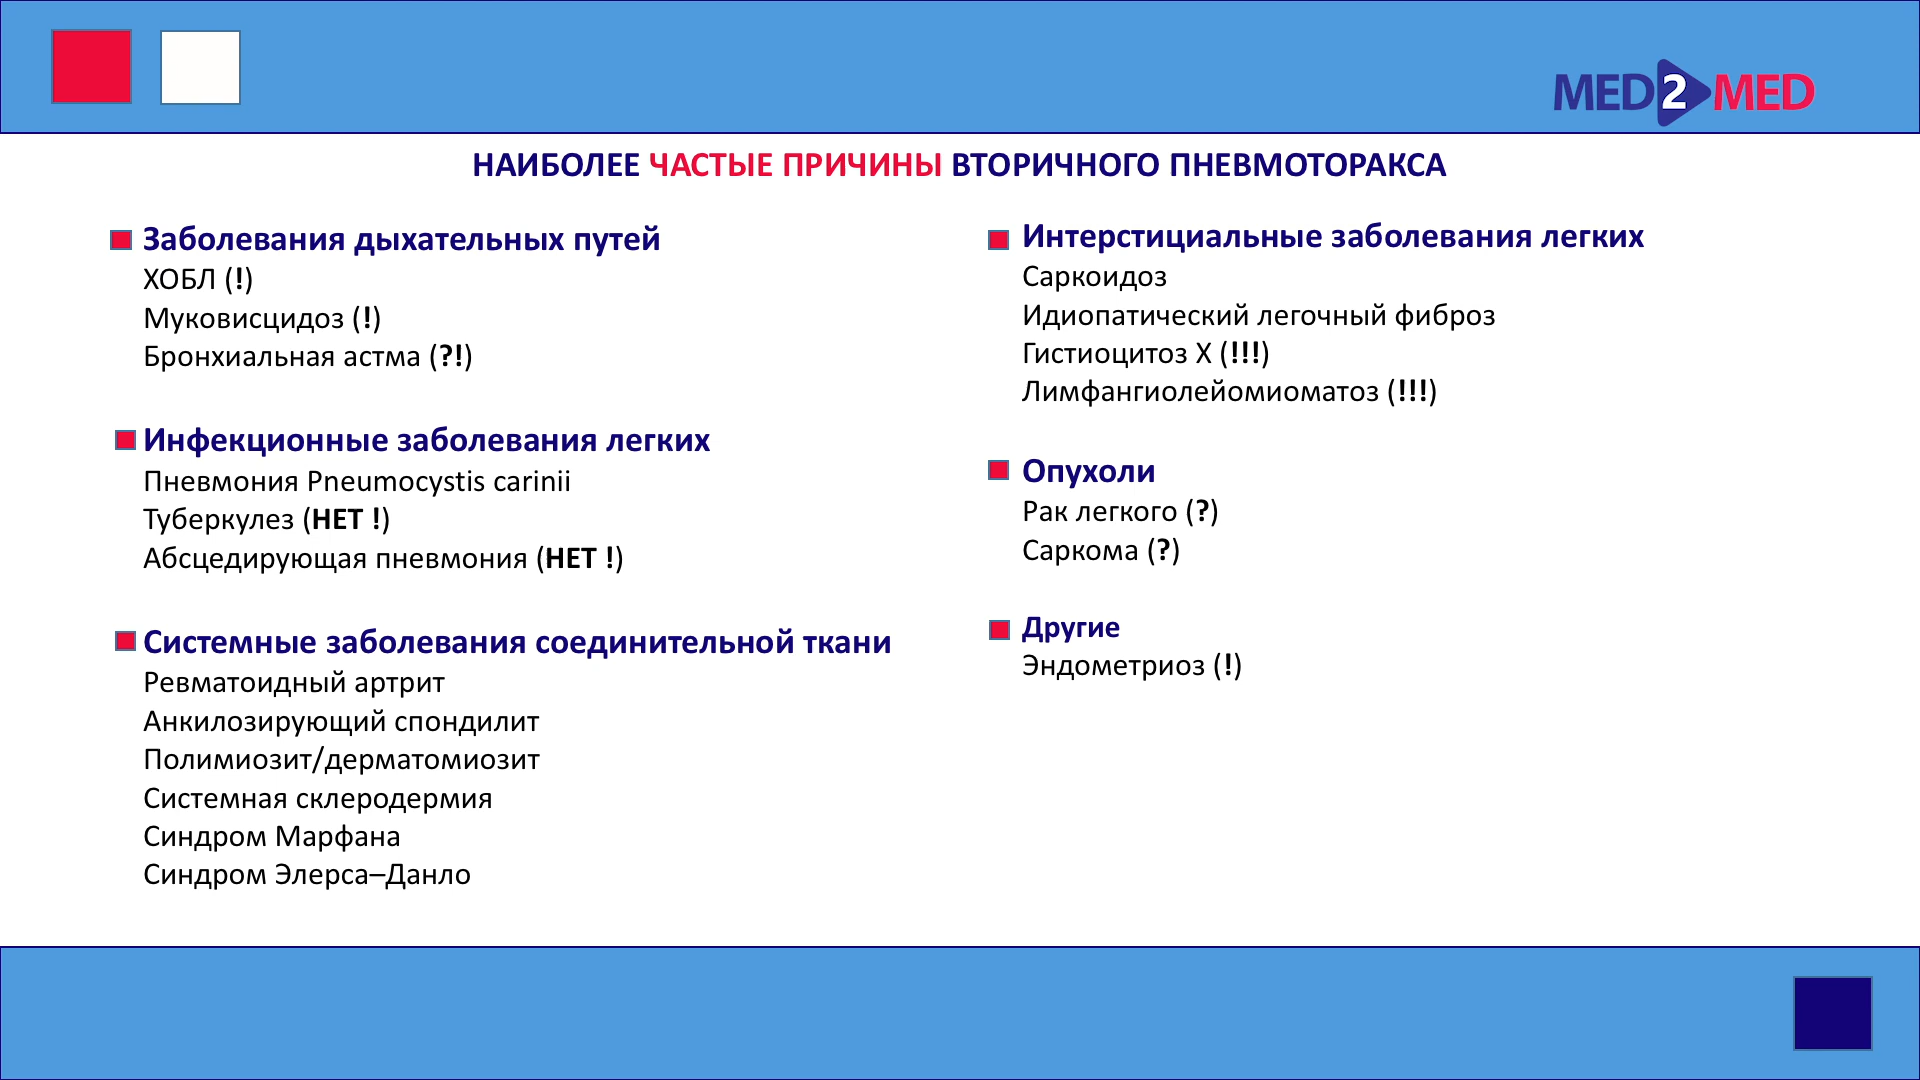 MED2MED
НАИБОЛЕЕ ЧАСТЫЕ ПРИЧИНЫ ВТОРИЧНОГО ПНЕВМОТОРАКСА
Заболевания дыхательных путей
ХОБЛ (!)
Муковисцидоз (!)
Бронхиальная астма (?!)
Инфекционные заболевания легких
Пневмония Pneumocystis carinii
Туберкулез (НЕТ !)
Абсцедирующая пневмония (НЕТ !)
Системные заболевания соединительной ткани
Ревматоидный артрит
Анкилозирующий спондилит
Полимиозит/дерматомиозит
Системная склеродермия
Синдром Марфана
Синдром Элерса–Данло
Интерстициальные заболевания легких
Саркоидоз
Идиопатический легочный фиброз
Гистиоцитоз X (!!!)
Лимфангиолейомиоматоз (!!!)
Опухоли
Рак легкого (?)
Саркома (?)
Другие
Эндометриоз (!)